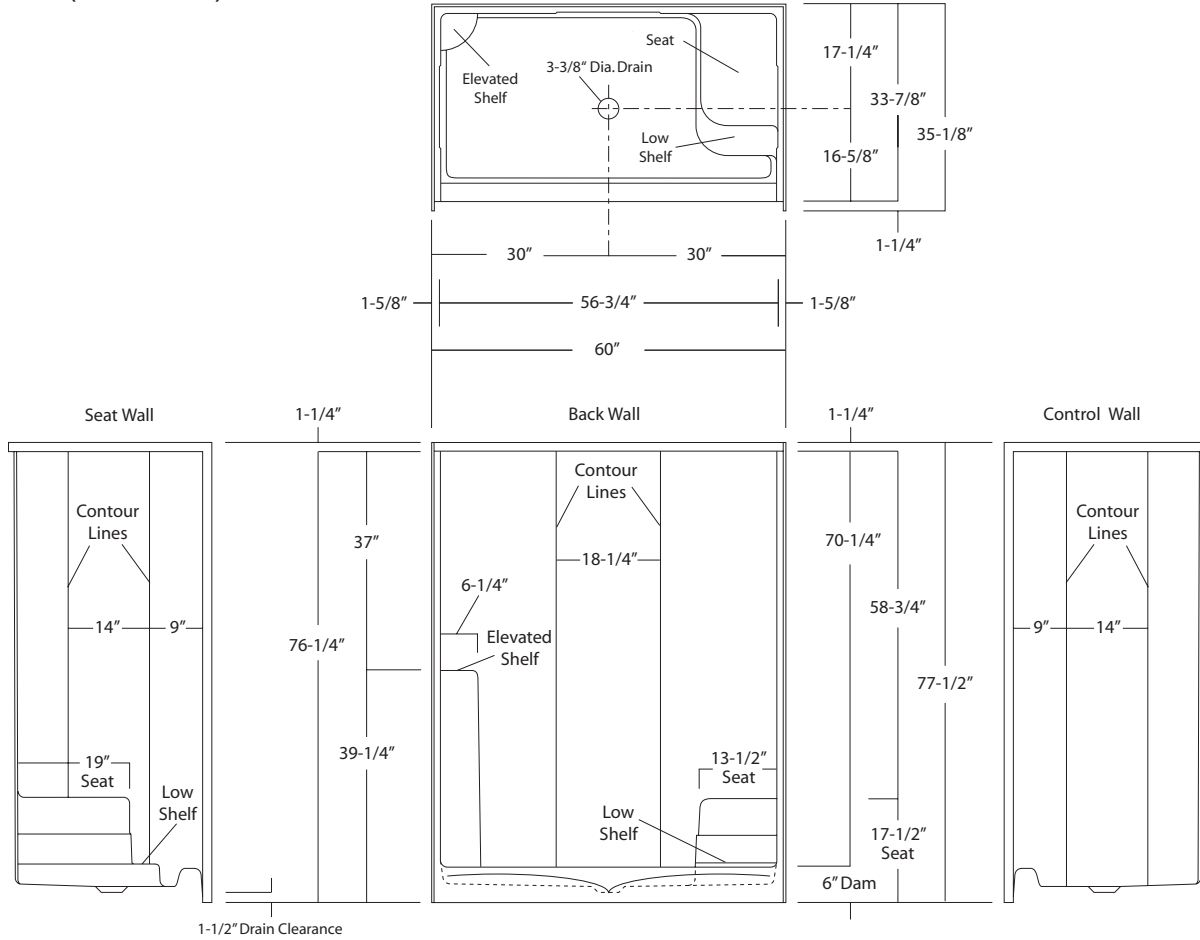 Seat
17-1/4”
3-3/8“ Dia. Drain
Elevated
Shelf
33-7/8”
35-1/8”
Low
Shelf
16-5/8”
1-1/4”
30”
30”
1-5/8”
56-3/4”
1-5/8”
60”
Seat Wall
1-1/4”
Back Wall
1-1/4”
Control Wall
Contour
Lines
Contour
Lines
Contour
Lines
37”
70-1/4”
18-1/4”
6-1/4”
58-3/4”
14”
9”
76-1/4”
Elevated
Shelf
9”
14”
77-1/2”
39-1/4”
19”
Seat
13-1/2”
Seat
Low
Shelf
Low
Shelf
17-1/2”
Seat
6” Dam
1-1/2” Drain Clearance